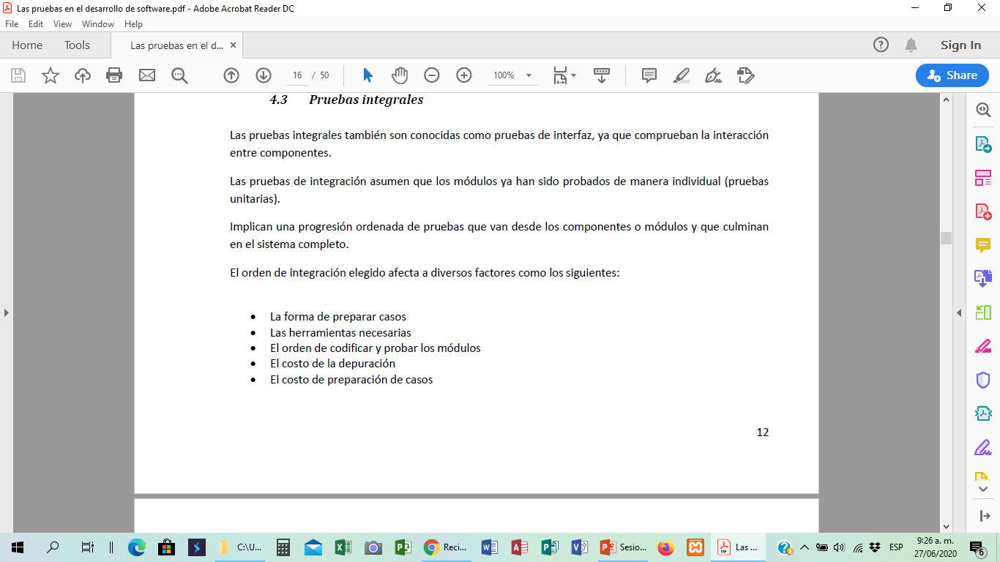 Las pruebas en el desarrollo de software.pdf - Adobe Acrobat Reader DC
File Edit View Window Help
Home Tools Las pruebas en el d... × Sign In
16 / 50 100% Share
4.3 Pruebas integrales
Las pruebas integrales también son conocidas como pruebas de interfaz, ya que comprueban la interacción
entre componentes.
Las pruebas de integración asumen que los módulos ya han sido probados de manera individual (pruebas
unitarias).
Implican una progresión ordenada de pruebas que van desde los componentes o módulos y que culminan
en el sistema completo.
El orden de integración elegido afecta a diversos factores como los siguientes:
• La forma de preparar casos
• Las herramientas necesarias
• El orden de codificar y probar los módulos
• El costo de la depuración
• El costo de preparación de casos
12
C:\U... Reci... Sesio... Las ... ESP 9:26 a. m.
27/06/2020 6